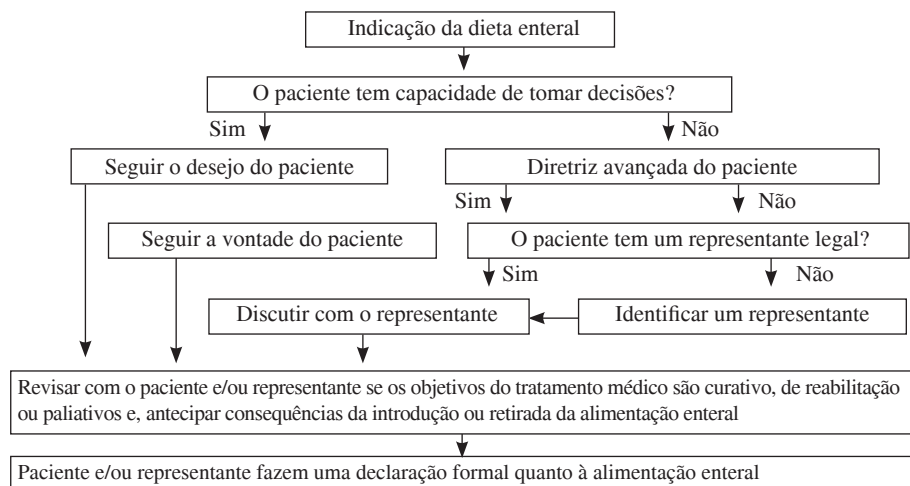 Indicação da dieta enteral
O paciente tem capacidade de tomar decisões?
Sim
Não
Seguir o desejo do paciente
Diretriz avançada do paciente
Sim
Não
Seguir a vontade do paciente
O paciente tem um representante legal?
Sim
Não
Discutir com o representante
Identificar um representante
Revisar com o paciente e/ou representante se os objetivos do tratamento médico são curativo, de reabilitação
ou paliativos e, antecipar consequências da introdução ou retirada da alimentação enteral
Paciente e/ou representante fazem uma declaração formal quanto à alimentação enteral